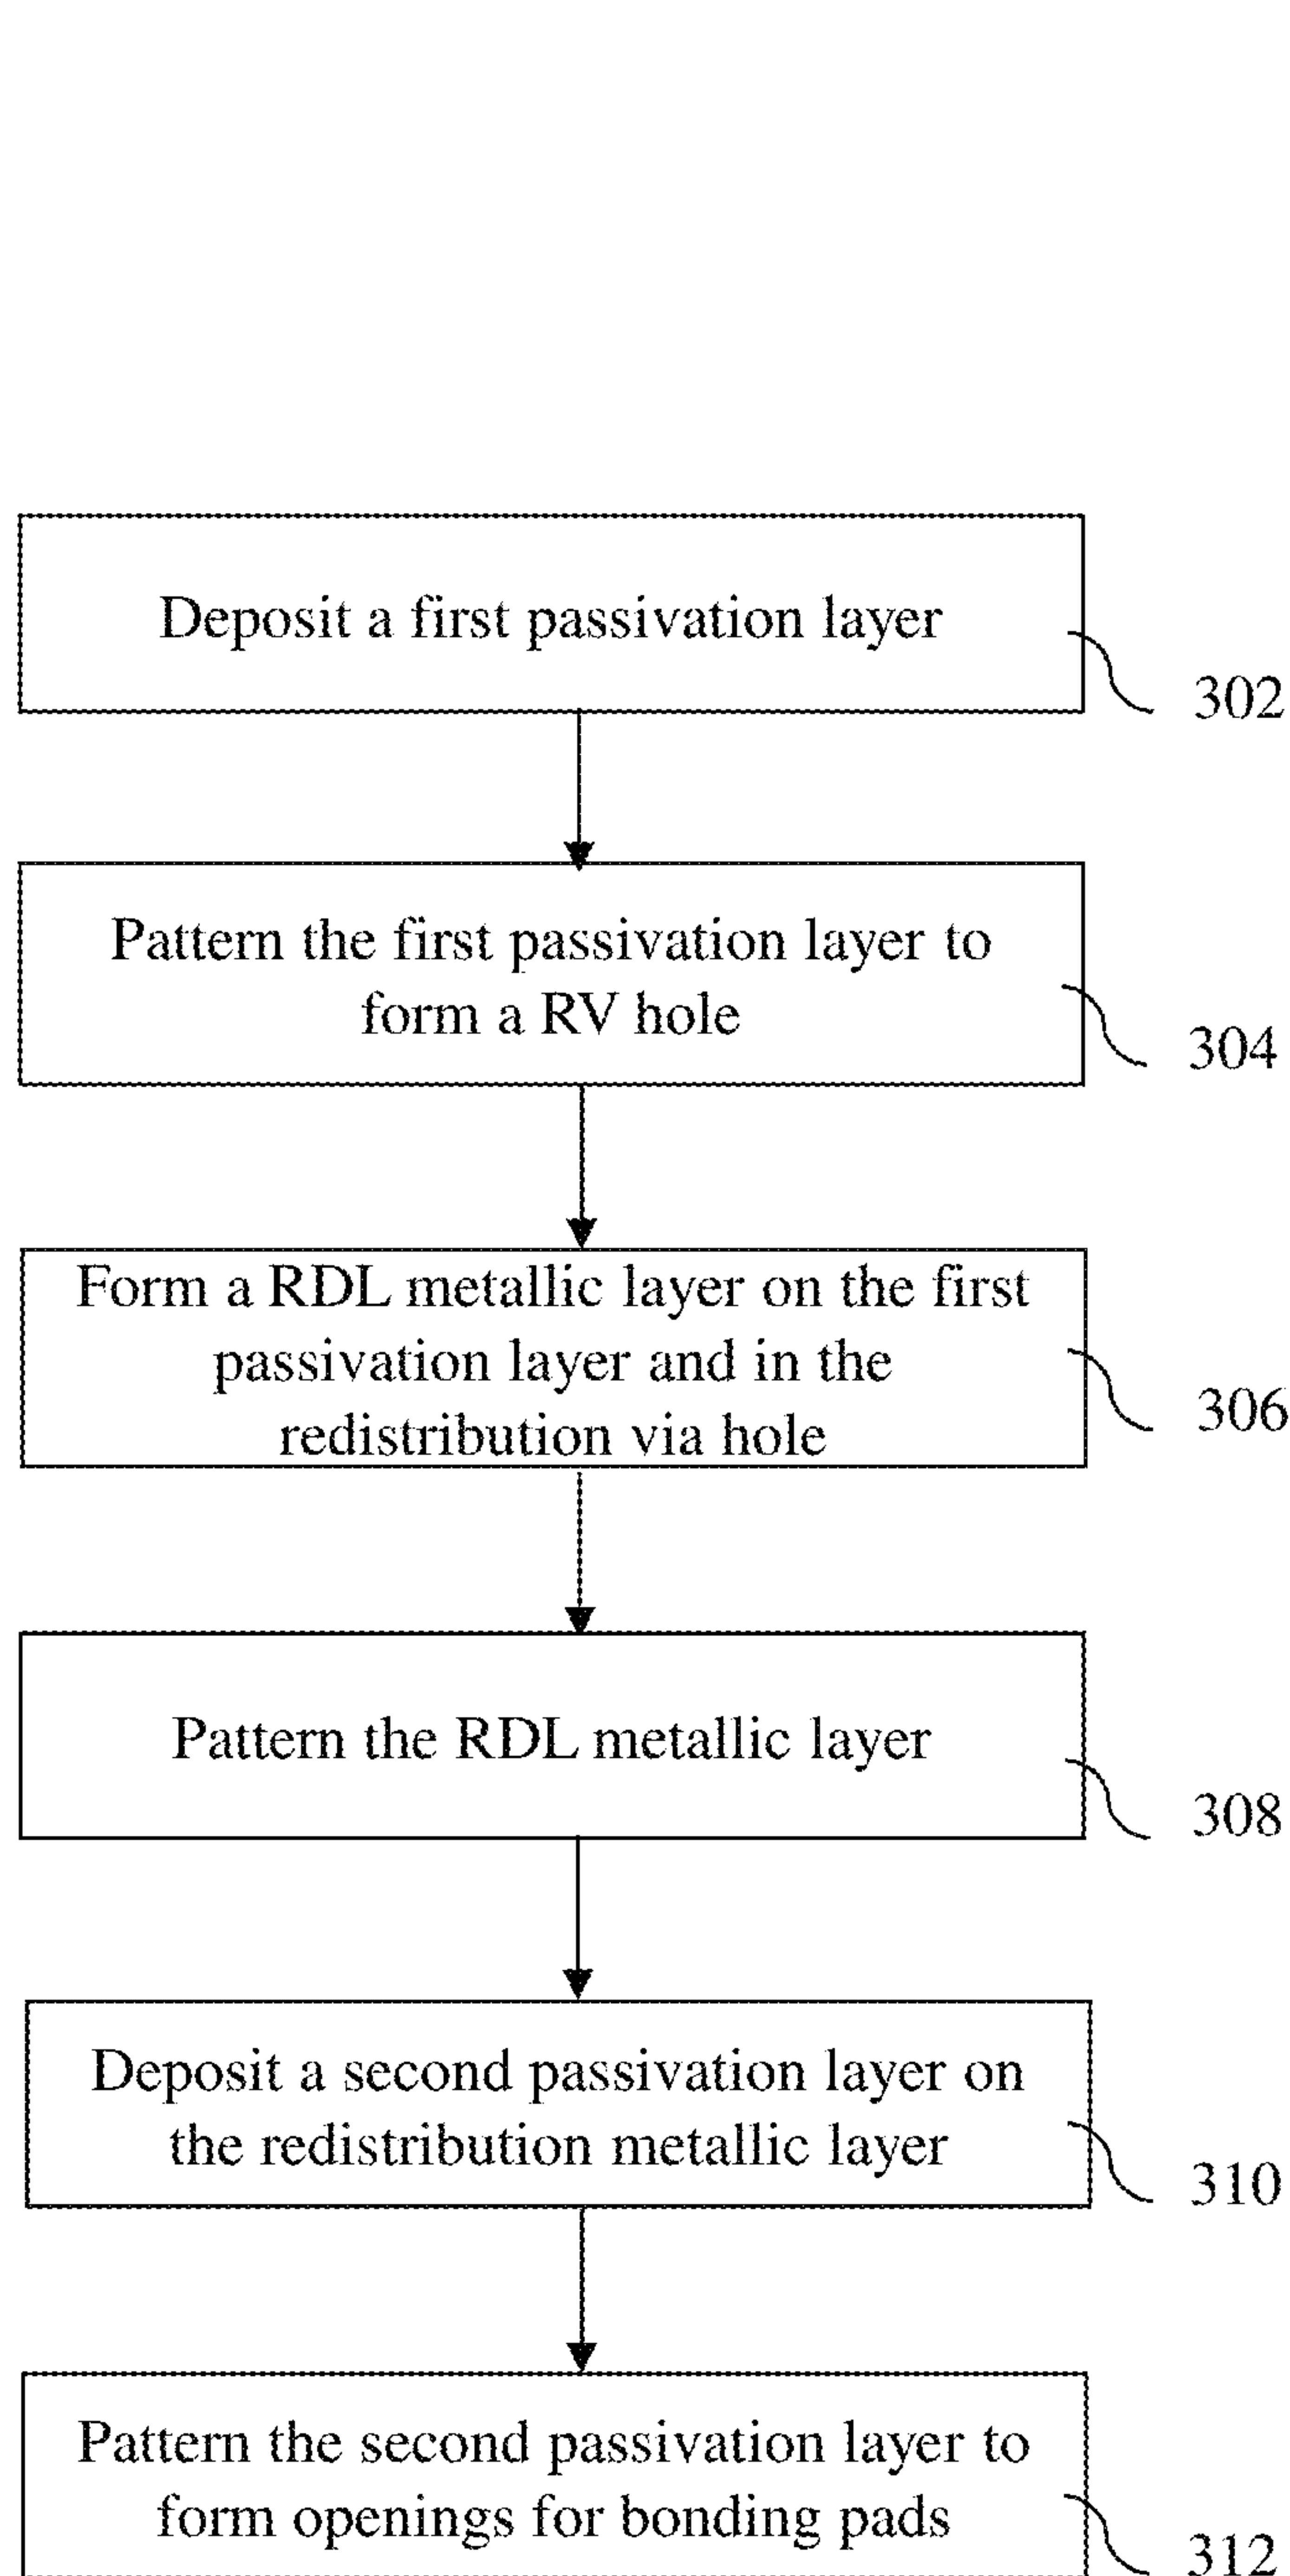 Deposit a first passivation layer
302
Pattern the first passivation layer to
form a RV hole
304
Form a RDL metallic layer on the first
passivation layer and in the
redistribution via hole
306
Pattern the RDL metallic layer
308
Deposit a second passivation layer on
the redistribution metallic layer
310
Pattern the second passivation layer to
form openings for bonding pads
312